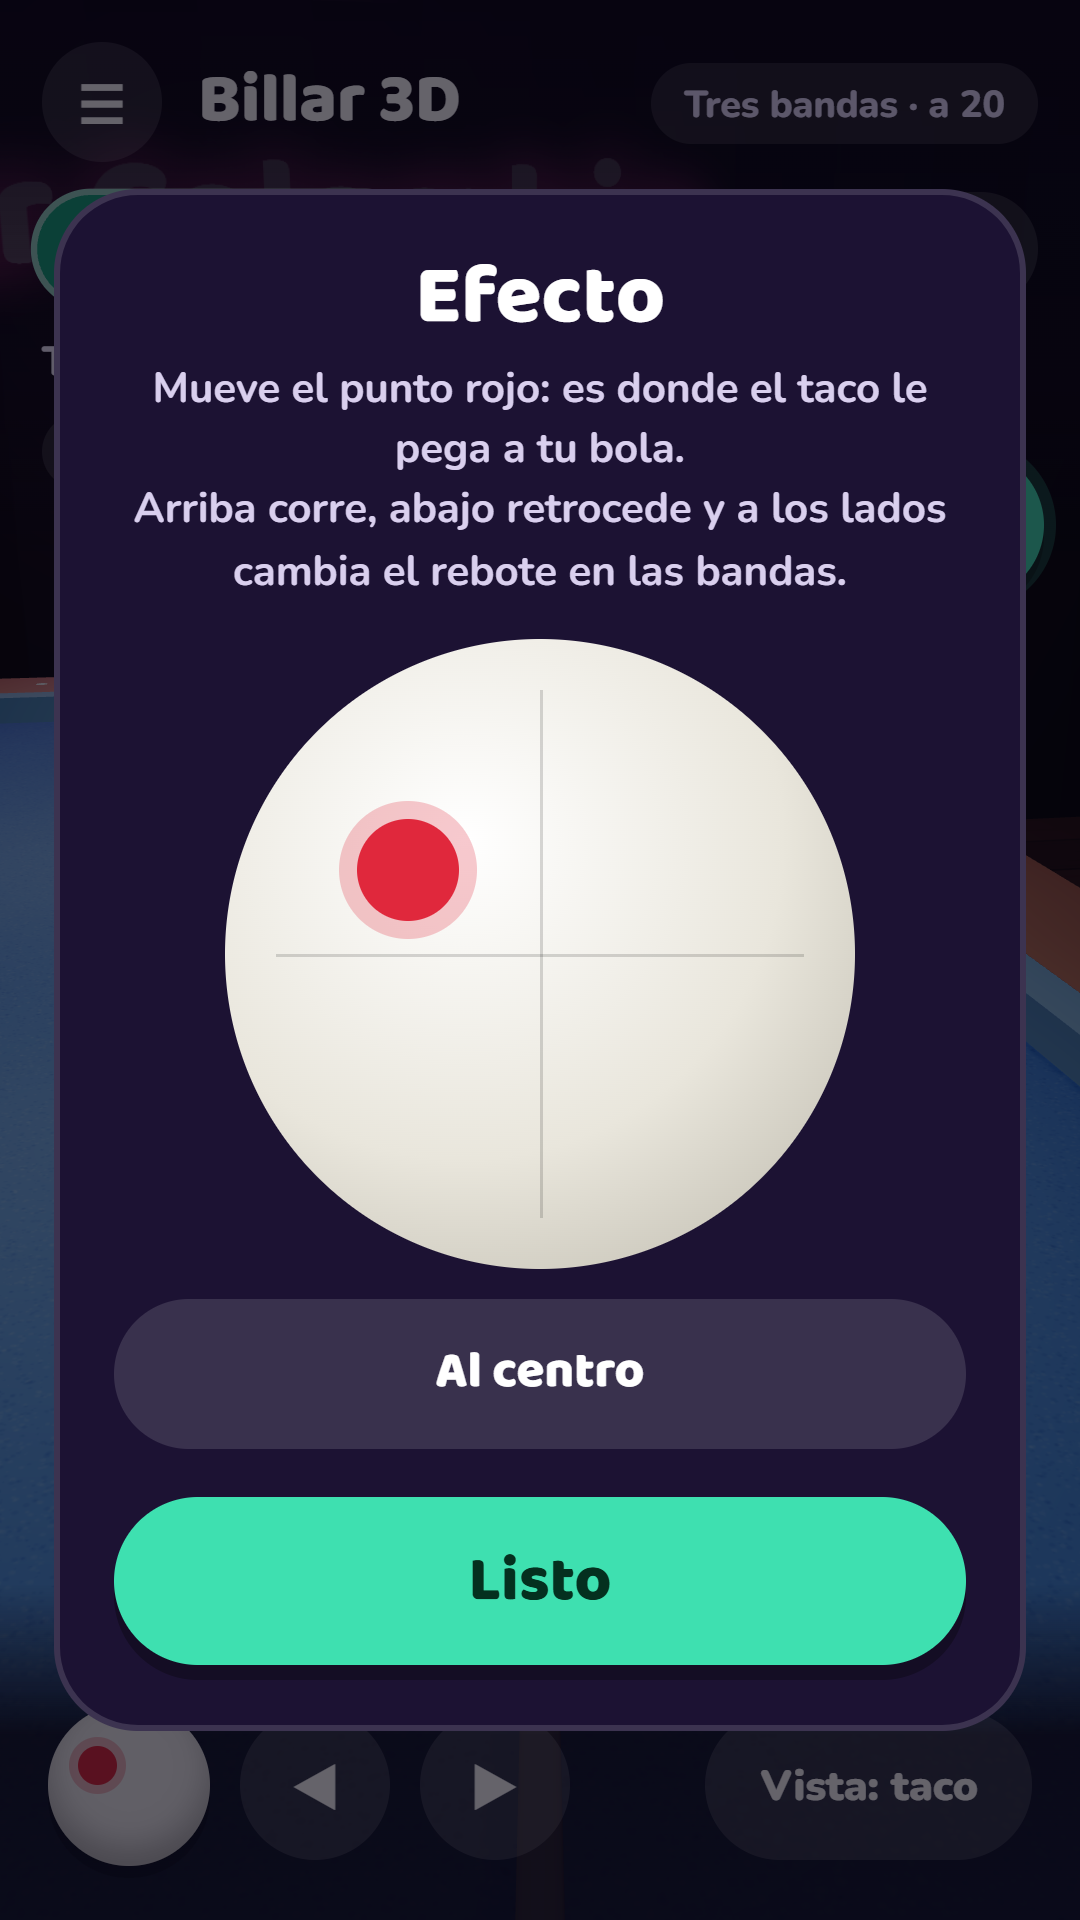 Billar 3D
Tres bandas · a 20
Efecto
Mueve el punto rojo: es donde el taco le
pega a tu bola.
Arriba corre, abajo retrocede y a los lados
cambia el rebote en las bandas.
Al centro
Listo
Vista: taco